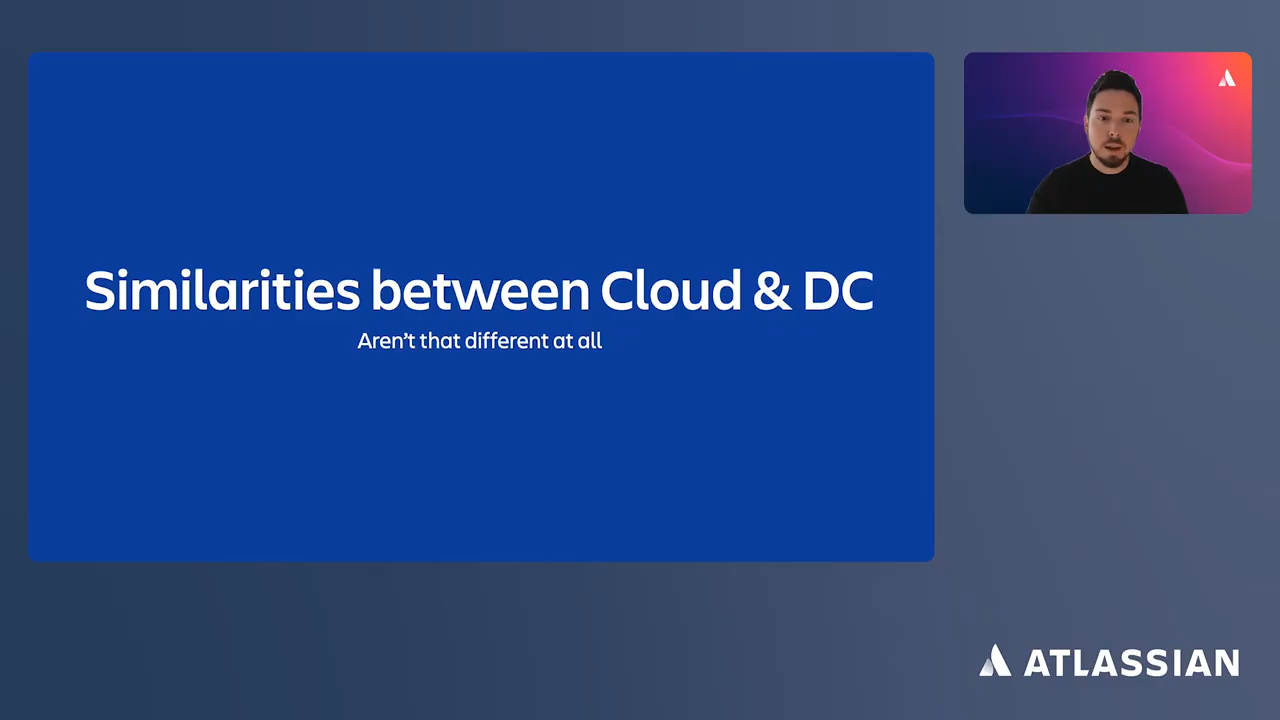 Similarities between Cloud & DC
Aren't that different at all
ATLASSIAN